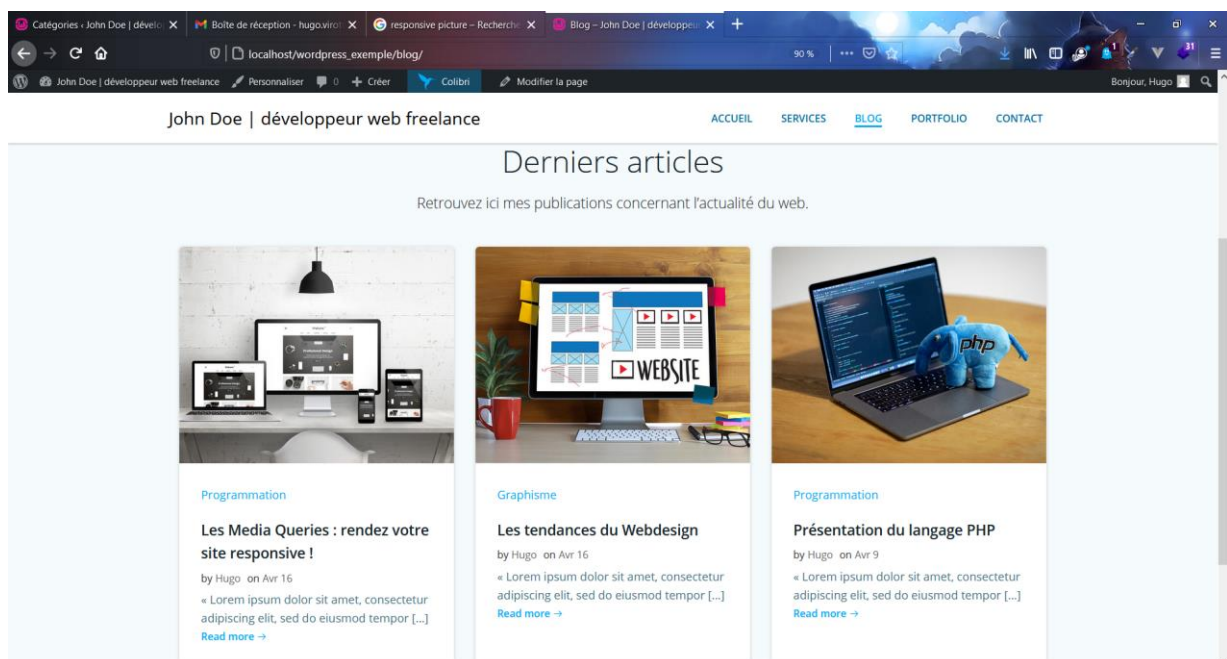 Catégories ‹ John Doe | dévelo
Boîte de réception - hugo.viro
responsive picture – Recherche
Blog – John Doe | développeur
localhost/wordpress_exemple/blog/
90 %
31
1
John Doe | développeur web freelance
Personnaliser
0
Créer
Colibri
Modifier la page
Bonjour, Hugo
John Doe | développeur web freelance
ACCUEIL
SERVICES
BLOG
PORTFOLIO
CONTACT
Derniers articles
Retrouvez ici mes publications concernant l'actualité du web.
WEBSITE
php
Programmation
Les Media Queries : rendez votre
site responsive !
by Hugo on Avr 16
« Lorem ipsum dolor sit amet, consectetur
adipiscing elit, sed do eiusmod tempor [...]
Read more →
Graphisme
Les tendances du Webdesign
by Hugo on Avr 16
« Lorem ipsum dolor sit amet, consectetur
adipiscing elit, sed do eiusmod tempor [...]
Read more →
Programmation
Présentation du langage PHP
by Hugo on Avr 9
« Lorem ipsum dolor sit amet, consectetur
adipiscing elit, sed do eiusmod tempor [...]
Read more →